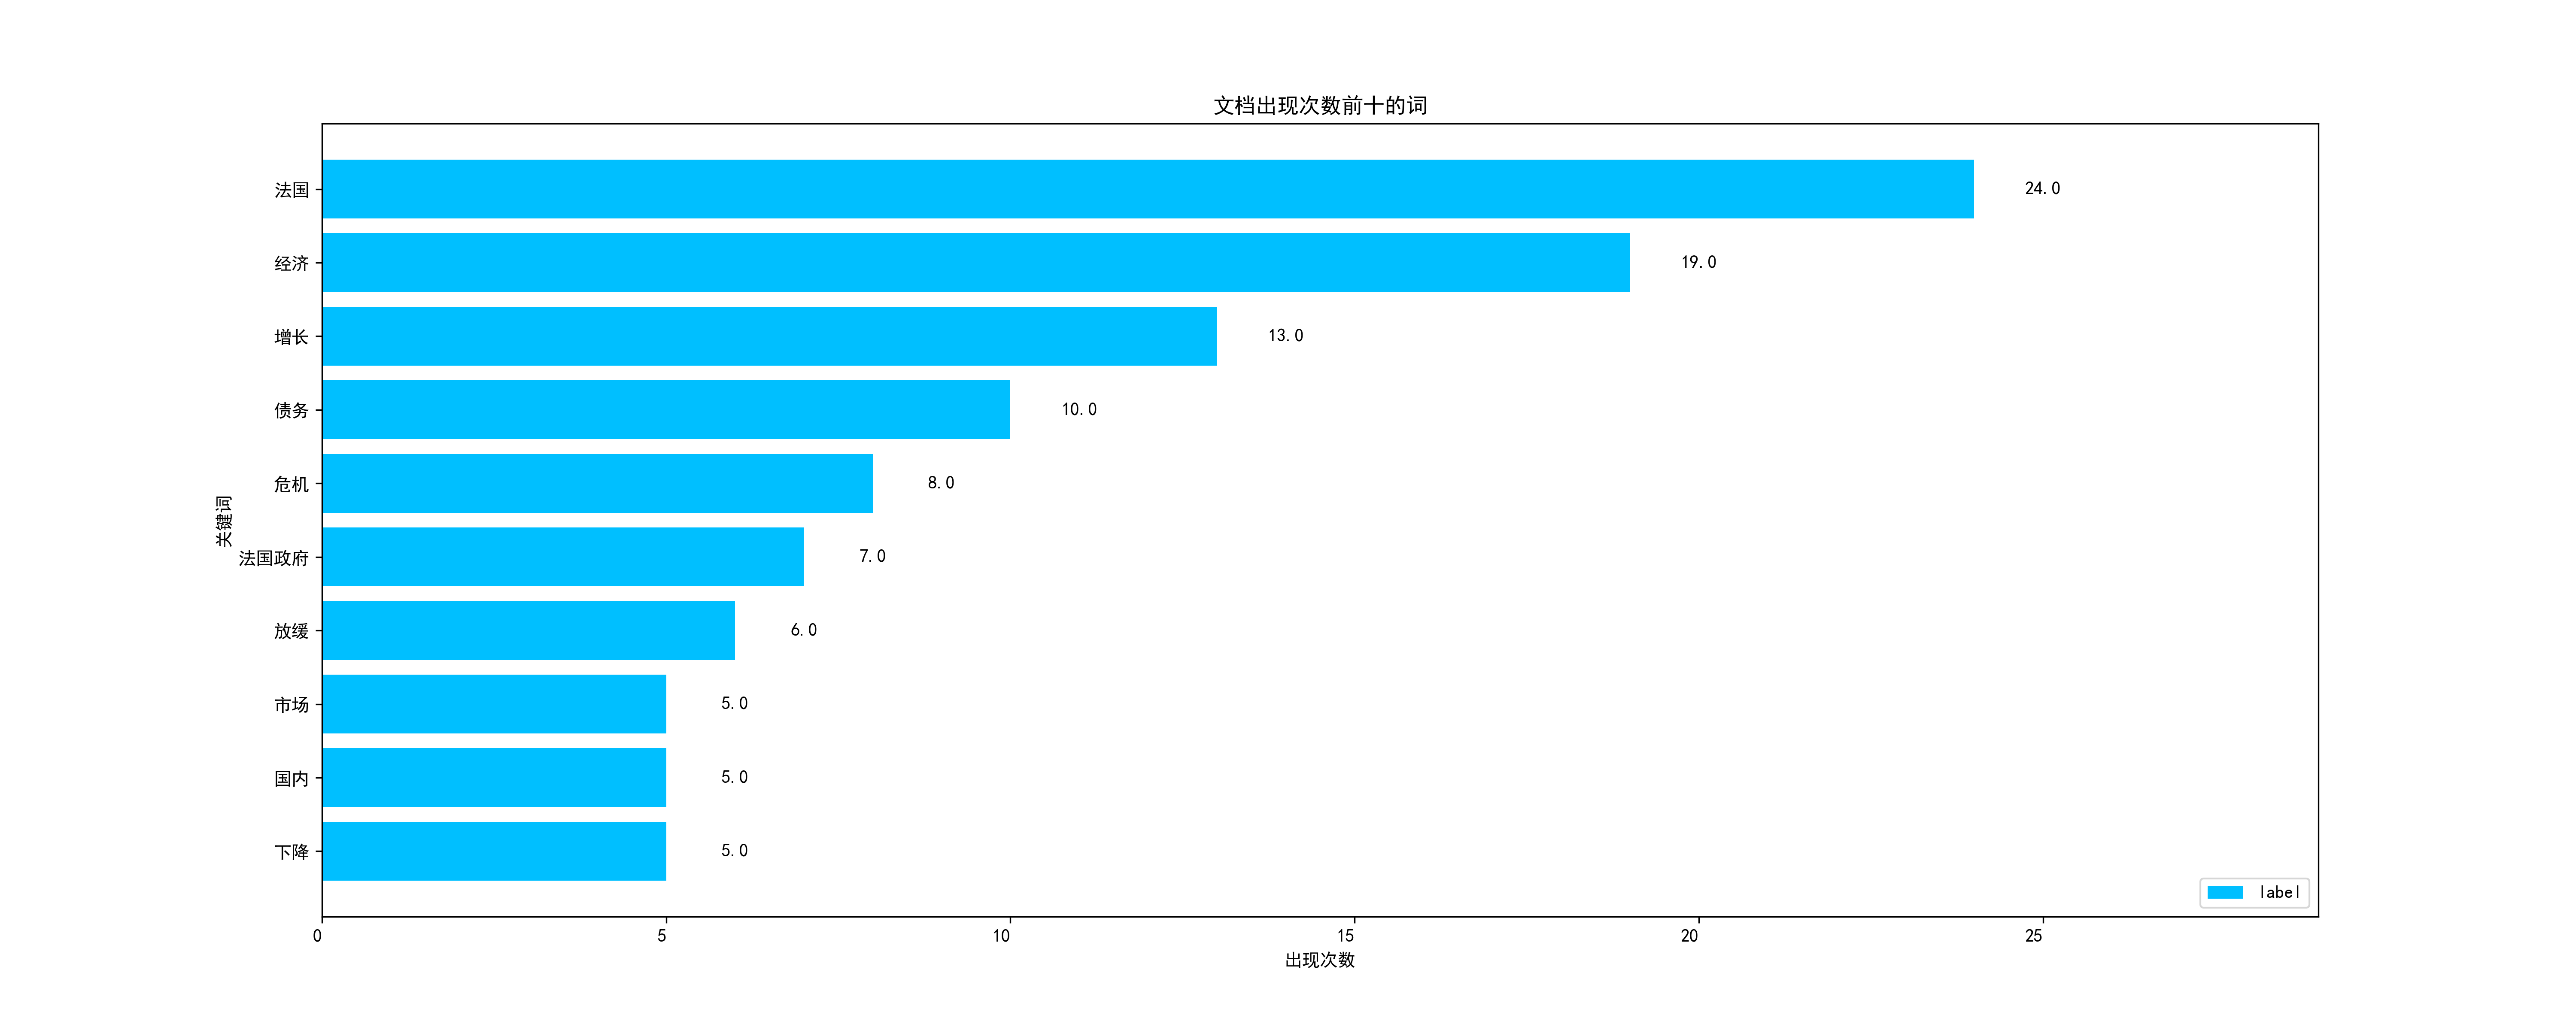 文档出现次数前十的词
法国 24.0
经济 19.0
增长 13.0
债务 10.0
危机 8.0
关键词
法国政府 7.0
放缓 6.0
市场 5.0
国内 5.0
下降 5.0
label
0 5 10 15 20 25
出现次数